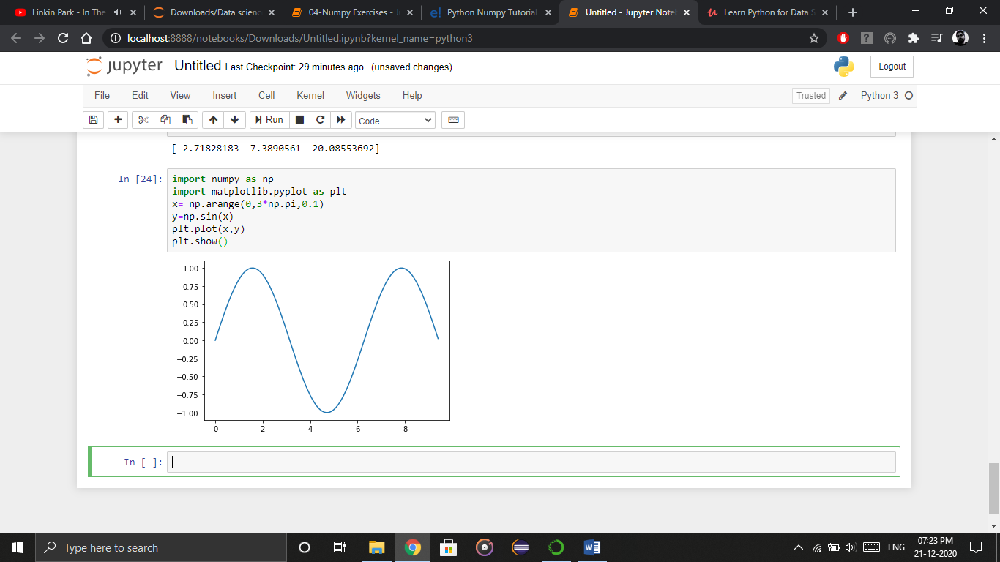 Linkin Park - In The
Downloads/Data scienc
04-Numpy Exercises - J
Python Numpy Tutorial
Untitled - Jupyter Note
Learn Python for Data S
localhost:8888/notebooks/Downloads/Untitled.ipynb?kernel_name=python3
jupyter Untitled Last Checkpoint: 29 minutes ago (unsaved changes)
Logout
File Edit View Insert Cell Kernel Widgets Help
Trusted Python 3
Run Code
[ 2.71828183 7.3890561 20.08553692]
In [24]:
import numpy as np
import matplotlib.pyplot as plt
x= np.arange(0,3*np.pi,0.1)
y=np.sin(x)
plt.plot(x,y)
plt.show()
1.00
0.75
0.50
0.25
0.00
−0.25
−0.50
−0.75
−1.00
0 2 4 6 8
In [ ]:
Type here to search
ENG
07:23 PM
21-12-2020